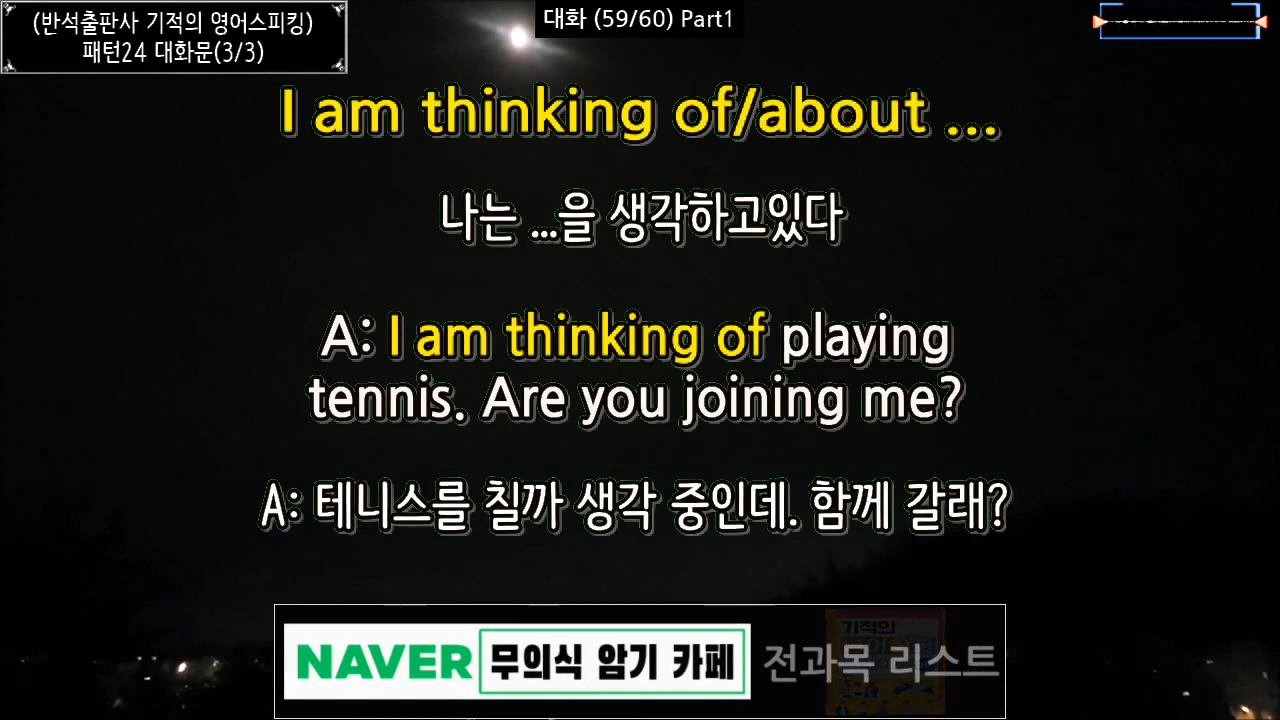 (반석출판사 기적의 영어스피킹)
패턴24 대화문(3/3)
대화 (59/60) Part1
I am thinking of/about ...
나는 ...을 생각하고있다
A: I am thinking of playing
tennis. Are you joining me?
A: 테니스를 칠까 생각 중인데. 함께 갈래?
NAVER 무의식 암기 카페 전과목 리스트
기적의